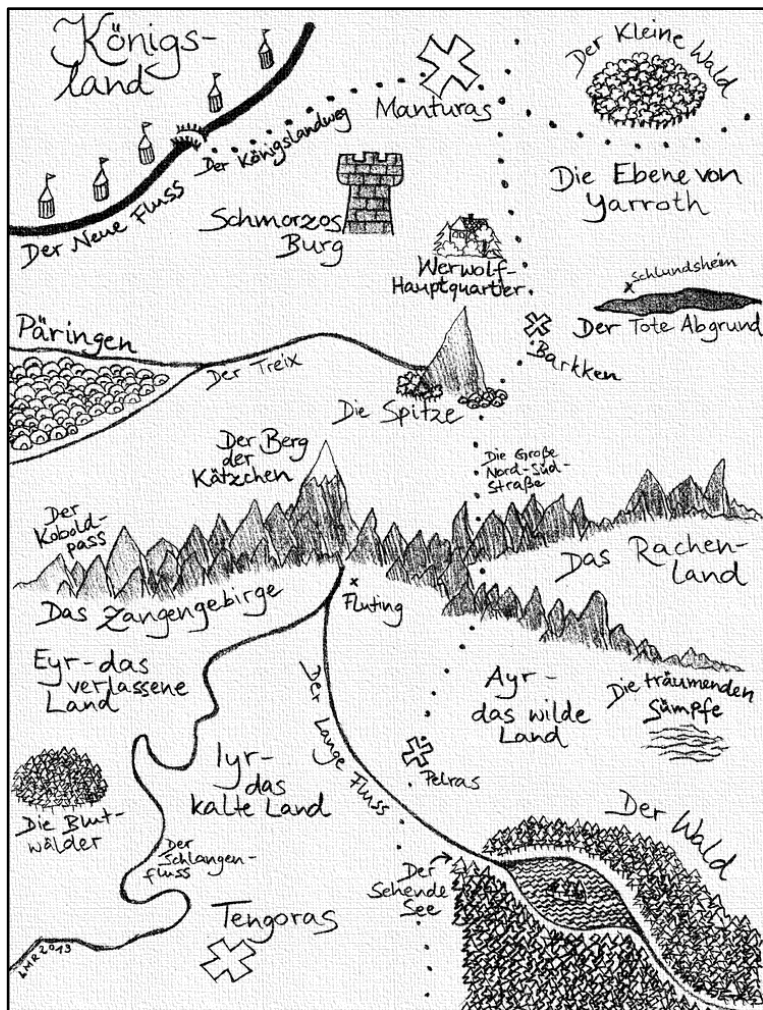 Königs-
land
Der Kleine Wald
Manturas
Der Königslandweg
Der Neue Fluss
Schmorzos
Burg
Die Ebene von
Yarroth
Werwolf-
Hauptquartier
Schlundsheim
Der Tote Abgrund
Barkken
Päringen
Der Treix
Die Spitze
Der Berg
der
Kätzchen
Die Große
Nord-Süd-
Straße
Der
Kobold-
pass
Das Rachen-
land
Das Zangengebirge
Fluting
Eyr-das
verlassene
Land
Ayr-
das wilde
Land
Die träumenden
Sümpfe
Der Lange Fluss
Iyr-
das
kalte Land
Pelras
Die Blut-
wälder
Der Wald
Der
Schlangen-
fluss
Der
Sehende
See
Tengoras
LMR 2013